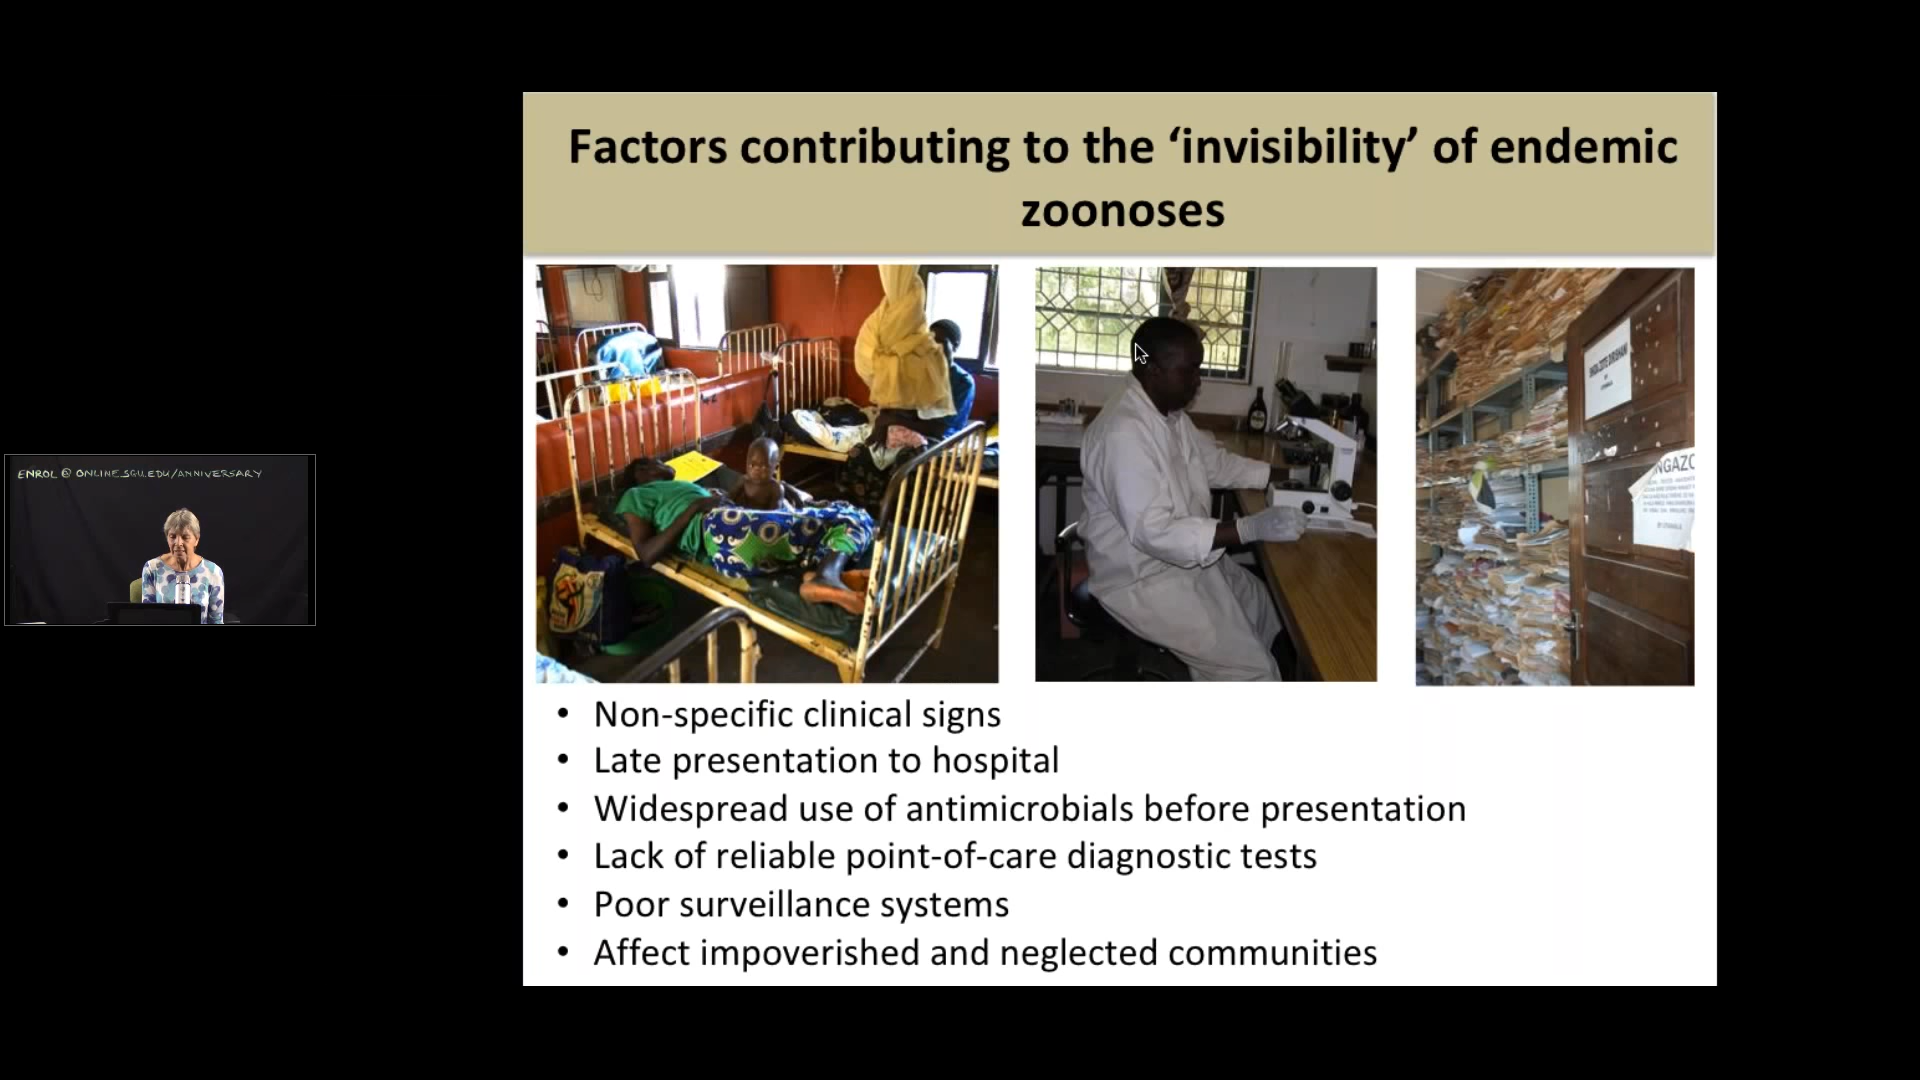 ENROL @ ONLINE.SGU.EDU/ANNIVERSARY
Factors contributing to the ‘invisibility’ of endemic
zoonoses
NGAZO
• Non-specific clinical signs
• Late presentation to hospital
• Widespread use of antimicrobials before presentation
• Lack of reliable point-of-care diagnostic tests
• Poor surveillance systems
• Affect impoverished and neglected communities